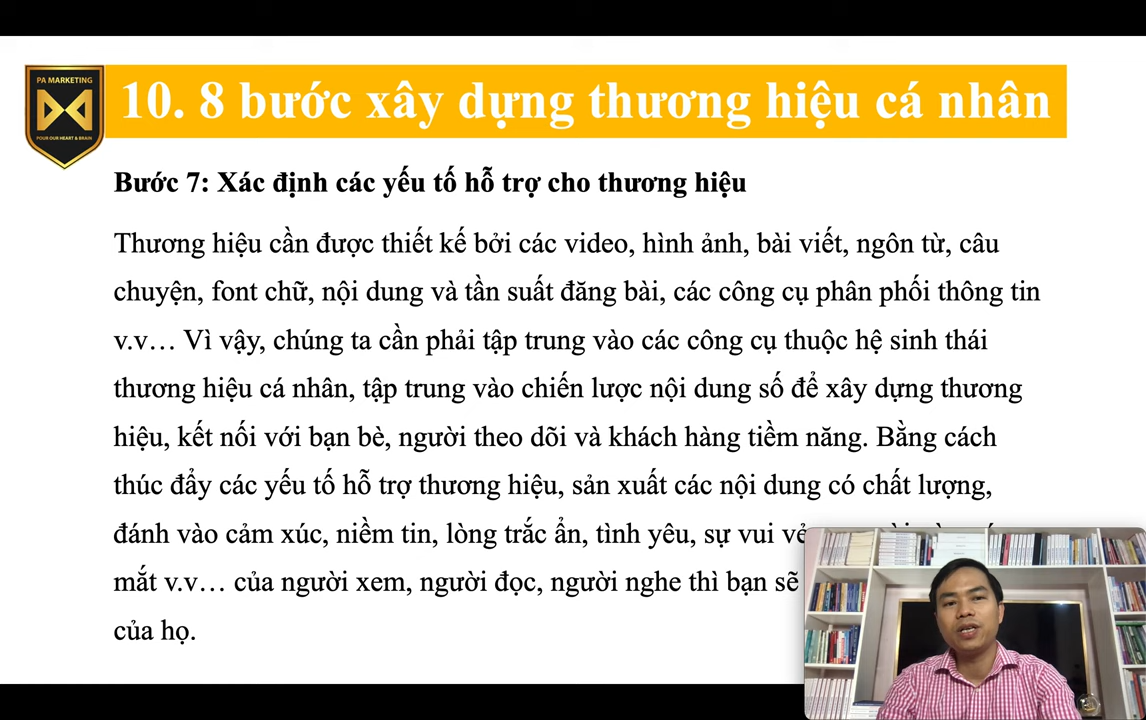 PA MARKETING
POUR OUR HEART & BRAIN
10. 8 bước xây dựng thương hiệu cá nhân
Bước 7: Xác định các yếu tố hỗ trợ cho thương hiệu
Thương hiệu cần được thiết kế bởi các video, hình ảnh, bài viết, ngôn từ, câu
chuyện, font chữ, nội dung và tần suất đăng bài, các công cụ phân phối thông tin
v.v… Vì vậy, chúng ta cần phải tập trung vào các công cụ thuộc hệ sinh thái
thương hiệu cá nhân, tập trung vào chiến lược nội dung số để xây dựng thương
hiệu, kết nối với bạn bè, người theo dõi và khách hàng tiềm năng. Bằng cách
thúc đẩy các yếu tố hỗ trợ thương hiệu, sản xuất các nội dung có chất lượng,
đánh vào cảm xúc, niềm tin, lòng trắc ẩn, tình yêu, sự vui vẻ
mắt v.v… của người xem, người đọc, người nghe thì bạn sẽ
của họ.